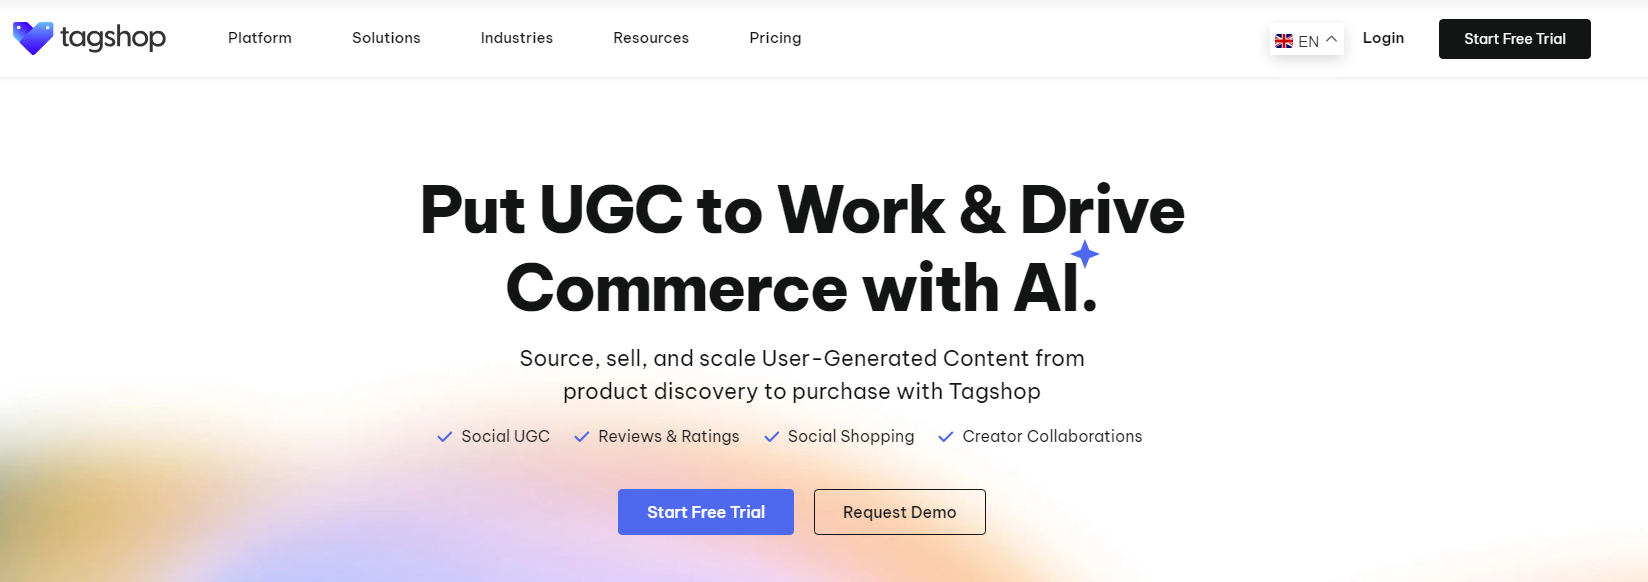 tagshop
Platform
Solutions
Industries
Resources
Pricing
EN
Login
Start Free Trial
Put UGC to Work & Drive
Commerce with AI.
Source, sell, and scale User-Generated Content from
product discovery to purchase with Tagshop
Social UGC
Reviews & Ratings
Social Shopping
Creator Collaborations
Start Free Trial
Request Demo